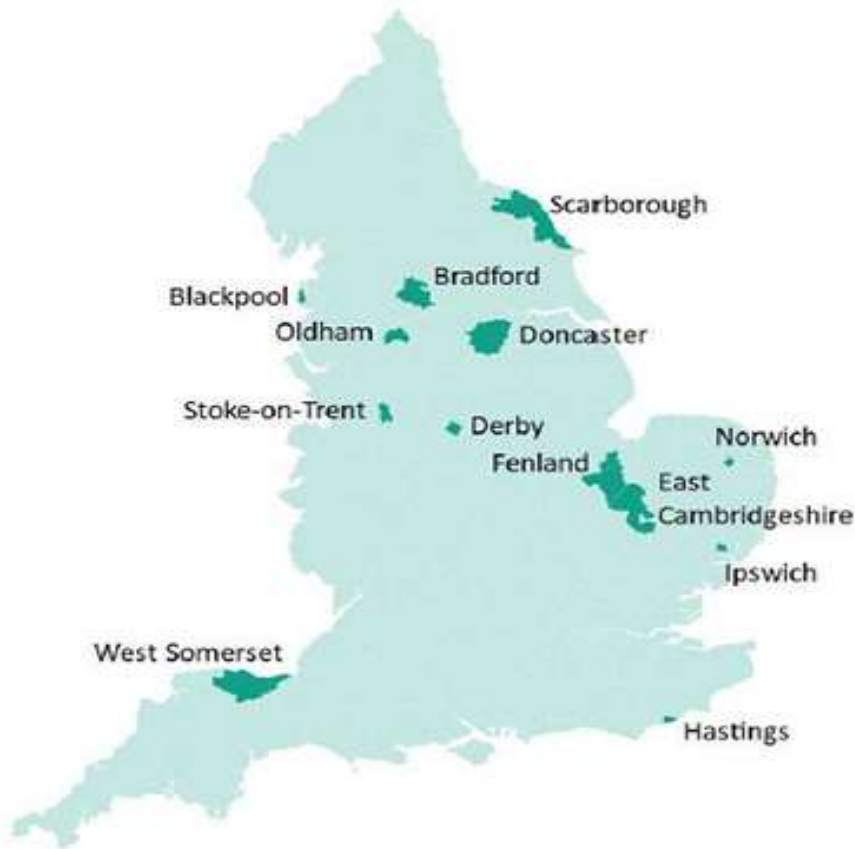 Scarborough
Bradford
Blackpool
Oldham
Doncaster
Stoke-on-Trent
Derby
Norwich
Fenland
East
Cambridgeshire
Ipswich
West Somerset
Hastings